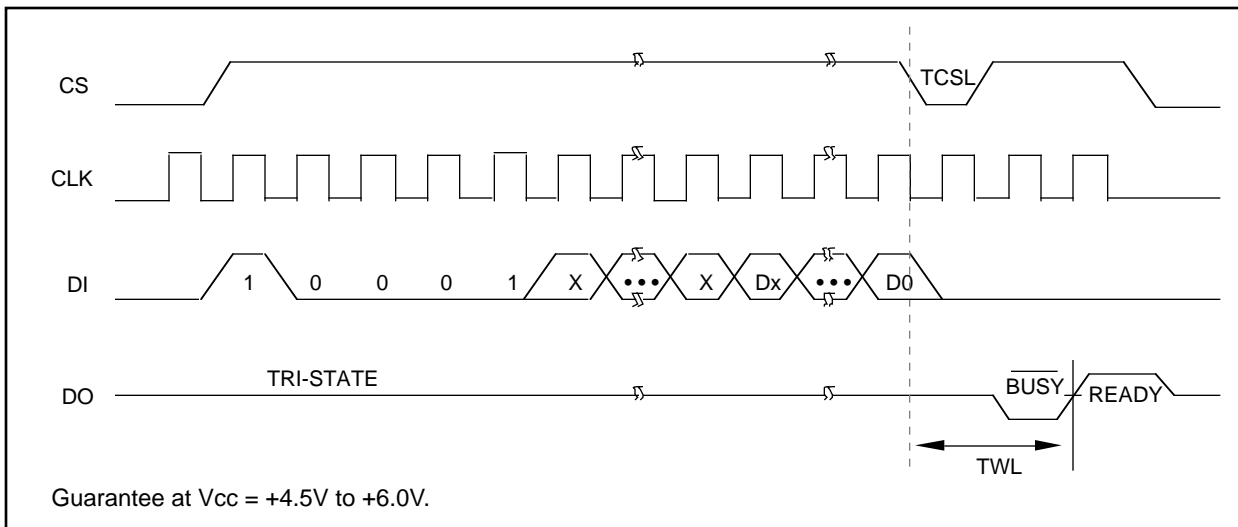 CS
TCSL
CLK
DI
1 0 0 0 1 X ••• X Dx ••• D0
TRI-STATE
DO
BUSY
READY
TWL
Guarantee at Vcc = +4.5V to +6.0V.